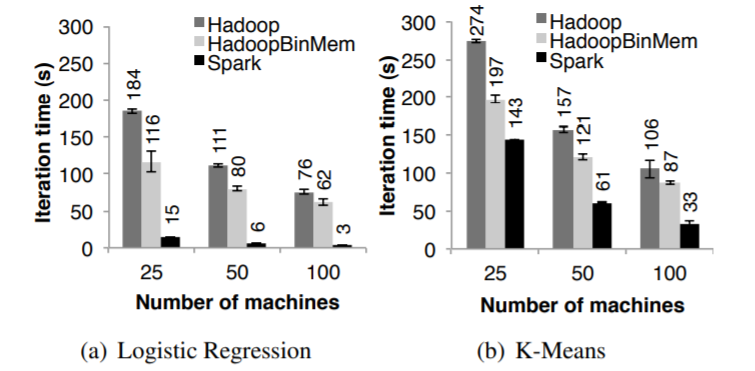 300
250
200
150
100
50
0
Iteration time (s)
Hadoop
HadoopBinMem
Spark
184
116
15
111
80
6
76
62
3
25 50 100
Number of machines
(a) Logistic Regression
300
250
200
150
100
50
0
Iteration time (s)
Hadoop
HadoopBinMem
Spark
274
197
143
157
121
61
106
87
33
25 50 100
Number of machines
(b) K-Means